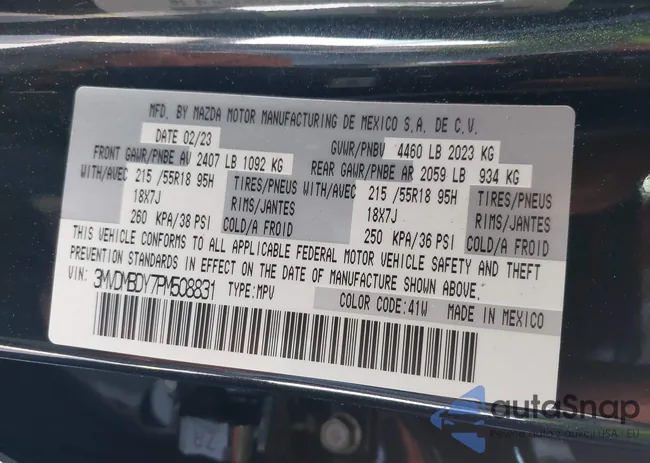 MFD. BY MAZDA MOTOR MANUFACTURING DE MEXICO S.A. DE C.V.
DATE 02/23 GVWR/PNBV 4460 LB 2023 KG
FRONT GAWR/PNBE AV 2407 LB 1092 KG REAR GAWR/PNBE AR 2059 LB 934 KG
WITH/AVEC 215 /55R18 95H TIRES/PNEUS WITH/AVEC 215 /55R18 95H TIRES/PNEUS
18X7J RIMS/JANTES 18X7J RIMS/JANTES
260 KPA/38 PSI COLD/A FROID 250 KPA/36 PSI COLD/A FROID
THIS VEHICLE CONFORMS TO ALL APPLICABLE FEDERAL MOTOR VEHICLE SAFETY AND THEFT
PREVENTION STANDARDS IN EFFECT ON THE DATE OF MANUFACTURE SHOWN ABOVE.
VIN: 3MVDMBDY7PM508831 TYPE:MPV
COLOR CODE:41W MADE IN MEXICO
autoSnap
Pewne auto z aukcji USA i EU